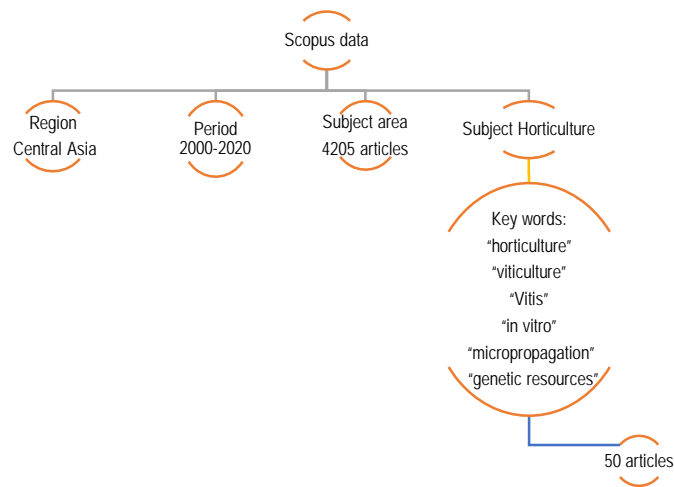 Scopus data
Region
Central Asia
Period
2000-2020
Subject area
4205 articles
Subject Horticulture
Key words:
“horticulture”
“viticulture”
“Vitis”
“in vitro”
“micropropagation”
“genetic resources”
50 articles